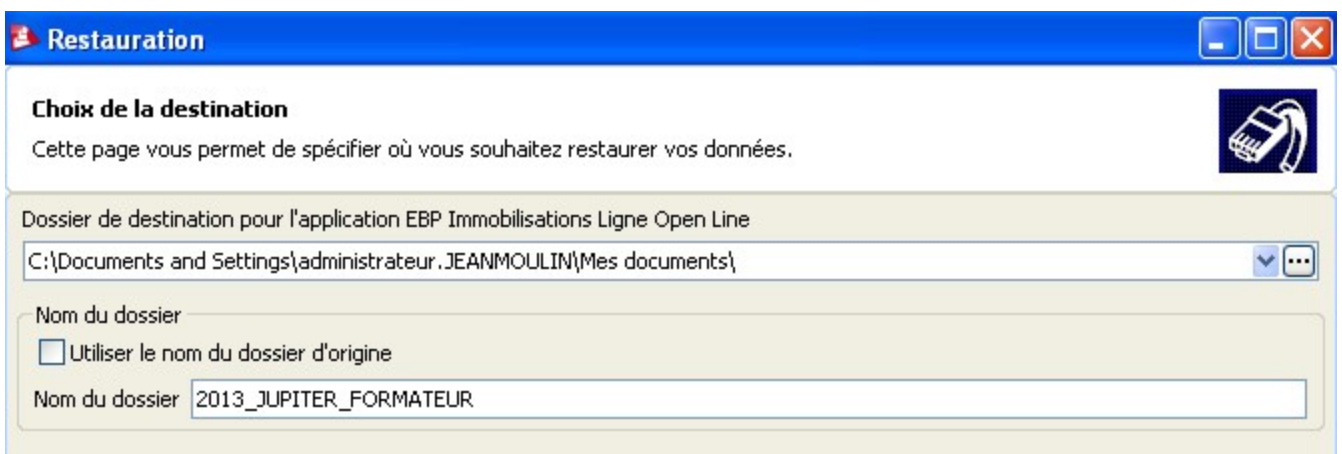 Restauration
Choix de la destination
Cette page vous permet de spécifier où vous souhaitez restaurer vos données.
Dossier de destination pour l'application EBP Immobilisations Ligne Open Line
C:\Documents and Settings\administrateur.JEANMOULIN\Mes documents\
Nom du dossier
Utiliser le nom du dossier d'origine
Nom du dossier 2013_JUPITER_FORMATEUR